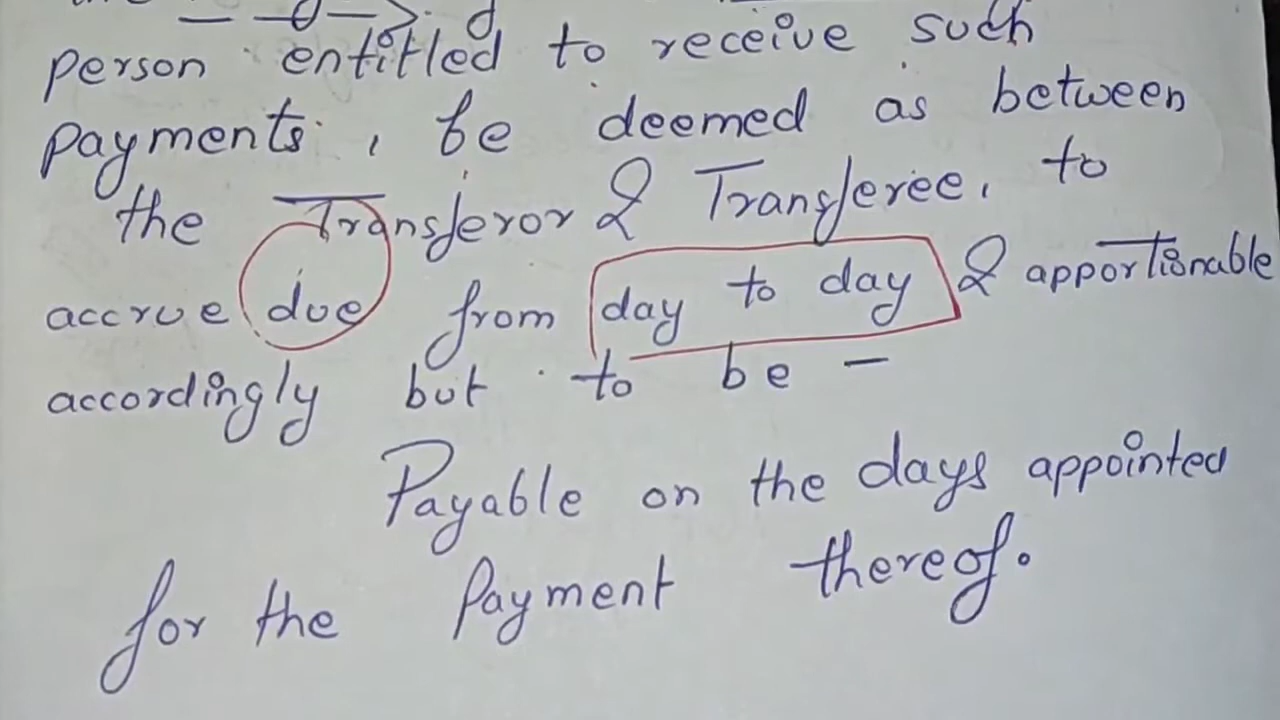 person entitled to receive such
payments, be deemed as between
the Transferor & Transferee, to
accrue due from day to day & apportionable
accordingly but to be -
Payable on the days appointed
for the Payment thereof.